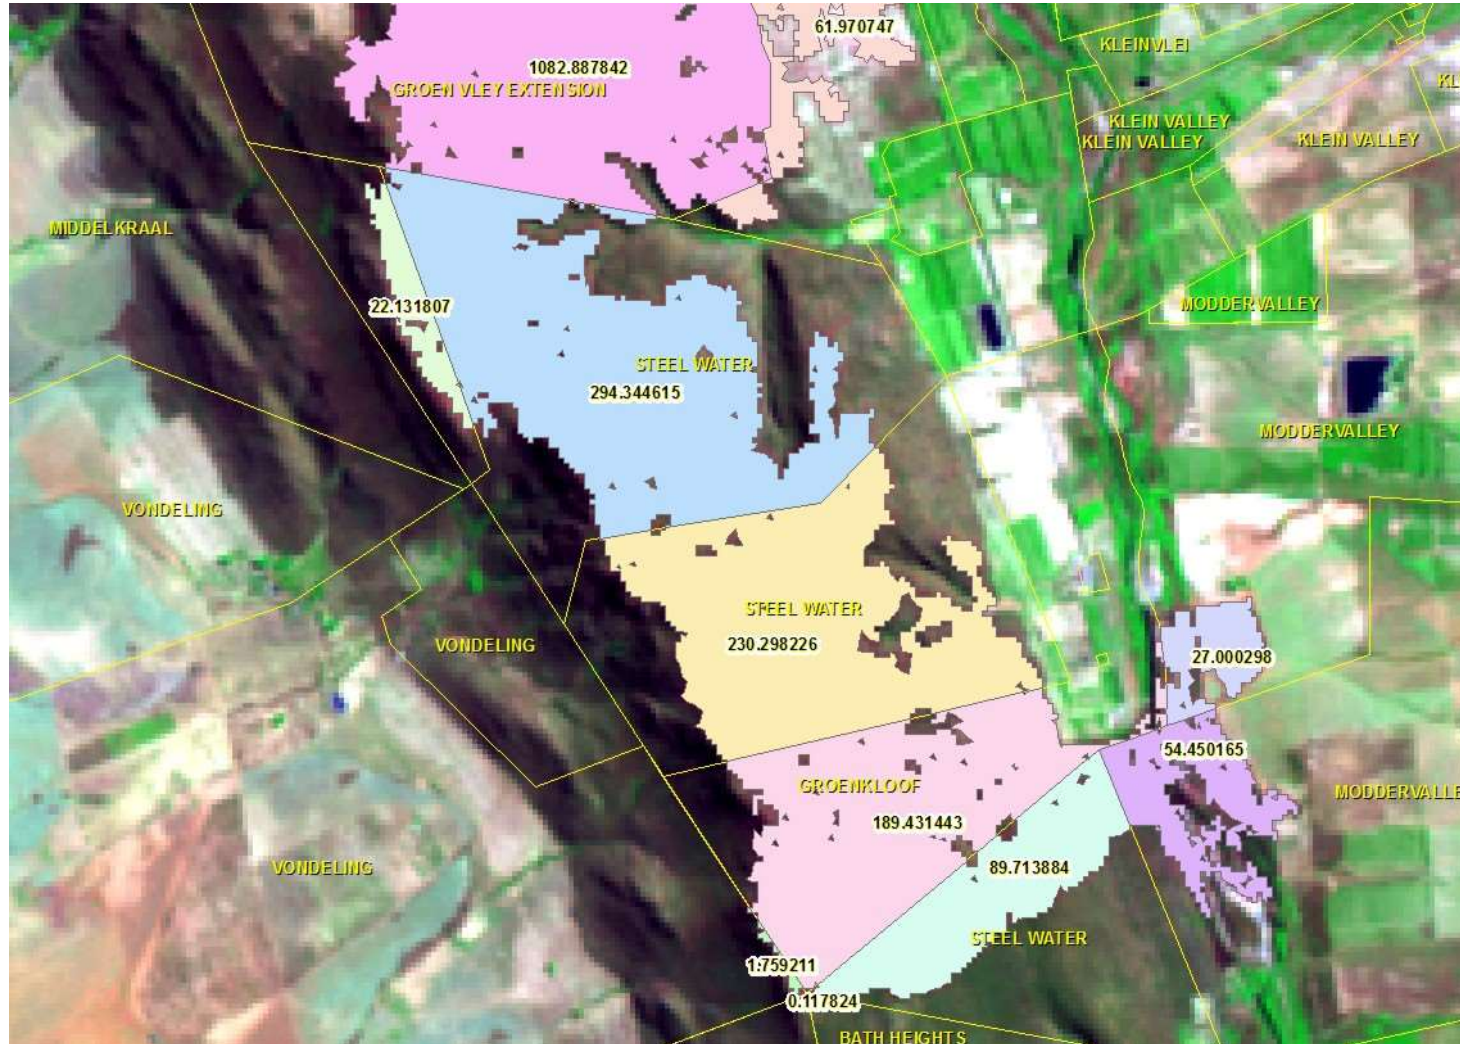 61.970747
KLEINVLEI
1082.887842
GROEN VLEY EXTENSION
KL
KLEIN VALLEY
KLEIN VALLEY
KLEIN VALLEY
MIDDELKRAAL
22.131807
MODDERVALLEY
STEEL WATER
294.344615
MODDERVALLEY
VONDELING
STEEL WATER
230.298226
VONDELING
27.000298
54.450165
GROENKLOOF
MODDERVALLE
189.431443
VONDELING
89.713884
STEEL WATER
1.759211
0.117824
BATH HEIGHTS